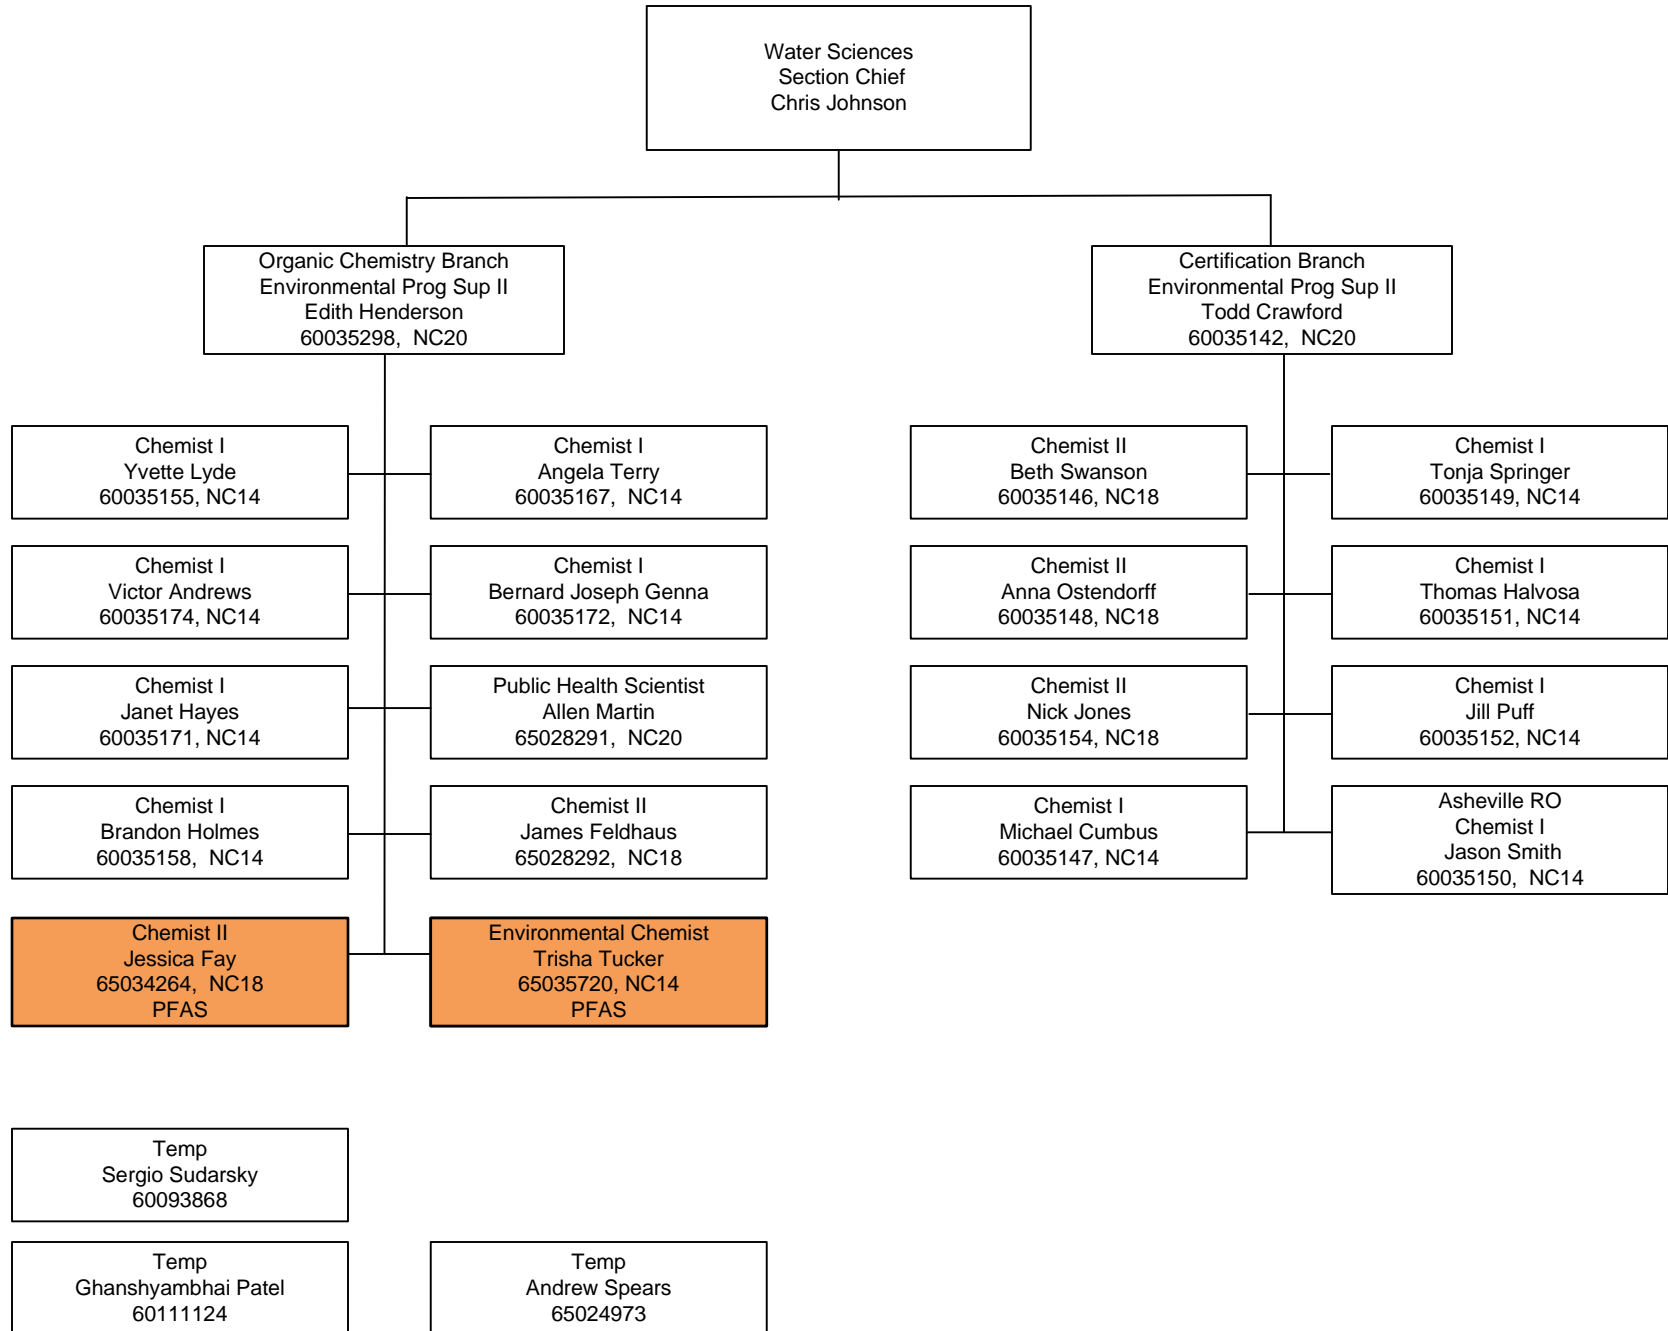 Water Sciences
Section Chief
Chris Johnson
Organic Chemistry Branch
Environmental Prog Sup II
Edith Henderson
60035298, NC20
Certification Branch
Environmental Prog Sup II
Todd Crawford
60035142, NC20
Chemist I
Yvette Lyde
60035155, NC14
Chemist I
Angela Terry
60035167, NC14
Chemist II
Beth Swanson
60035146, NC18
Chemist I
Tonja Springer
60035149, NC14
Chemist I
Victor Andrews
60035174, NC14
Chemist I
Bernard Joseph Genna
60035172, NC14
Chemist II
Anna Ostendorff
60035148, NC18
Chemist I
Thomas Halvosa
60035151, NC14
Chemist I
Janet Hayes
60035171, NC14
Public Health Scientist
Allen Martin
65028291, NC20
Chemist II
Nick Jones
60035154, NC18
Chemist I
Jill Puff
60035152, NC14
Chemist I
Brandon Holmes
60035158, NC14
Chemist II
James Feldhaus
65028292, NC18
Chemist I
Michael Cumbus
60035147, NC14
Asheville RO
Chemist I
Jason Smith
60035150, NC14
Chemist II
Jessica Fay
65034264, NC18
PFAS
Environmental Chemist
Trisha Tucker
65035720, NC14
PFAS
Temp
Sergio Sudarsky
60093868
Temp
Ghanshyambhai Patel
60111124
Temp
Andrew Spears
65024973